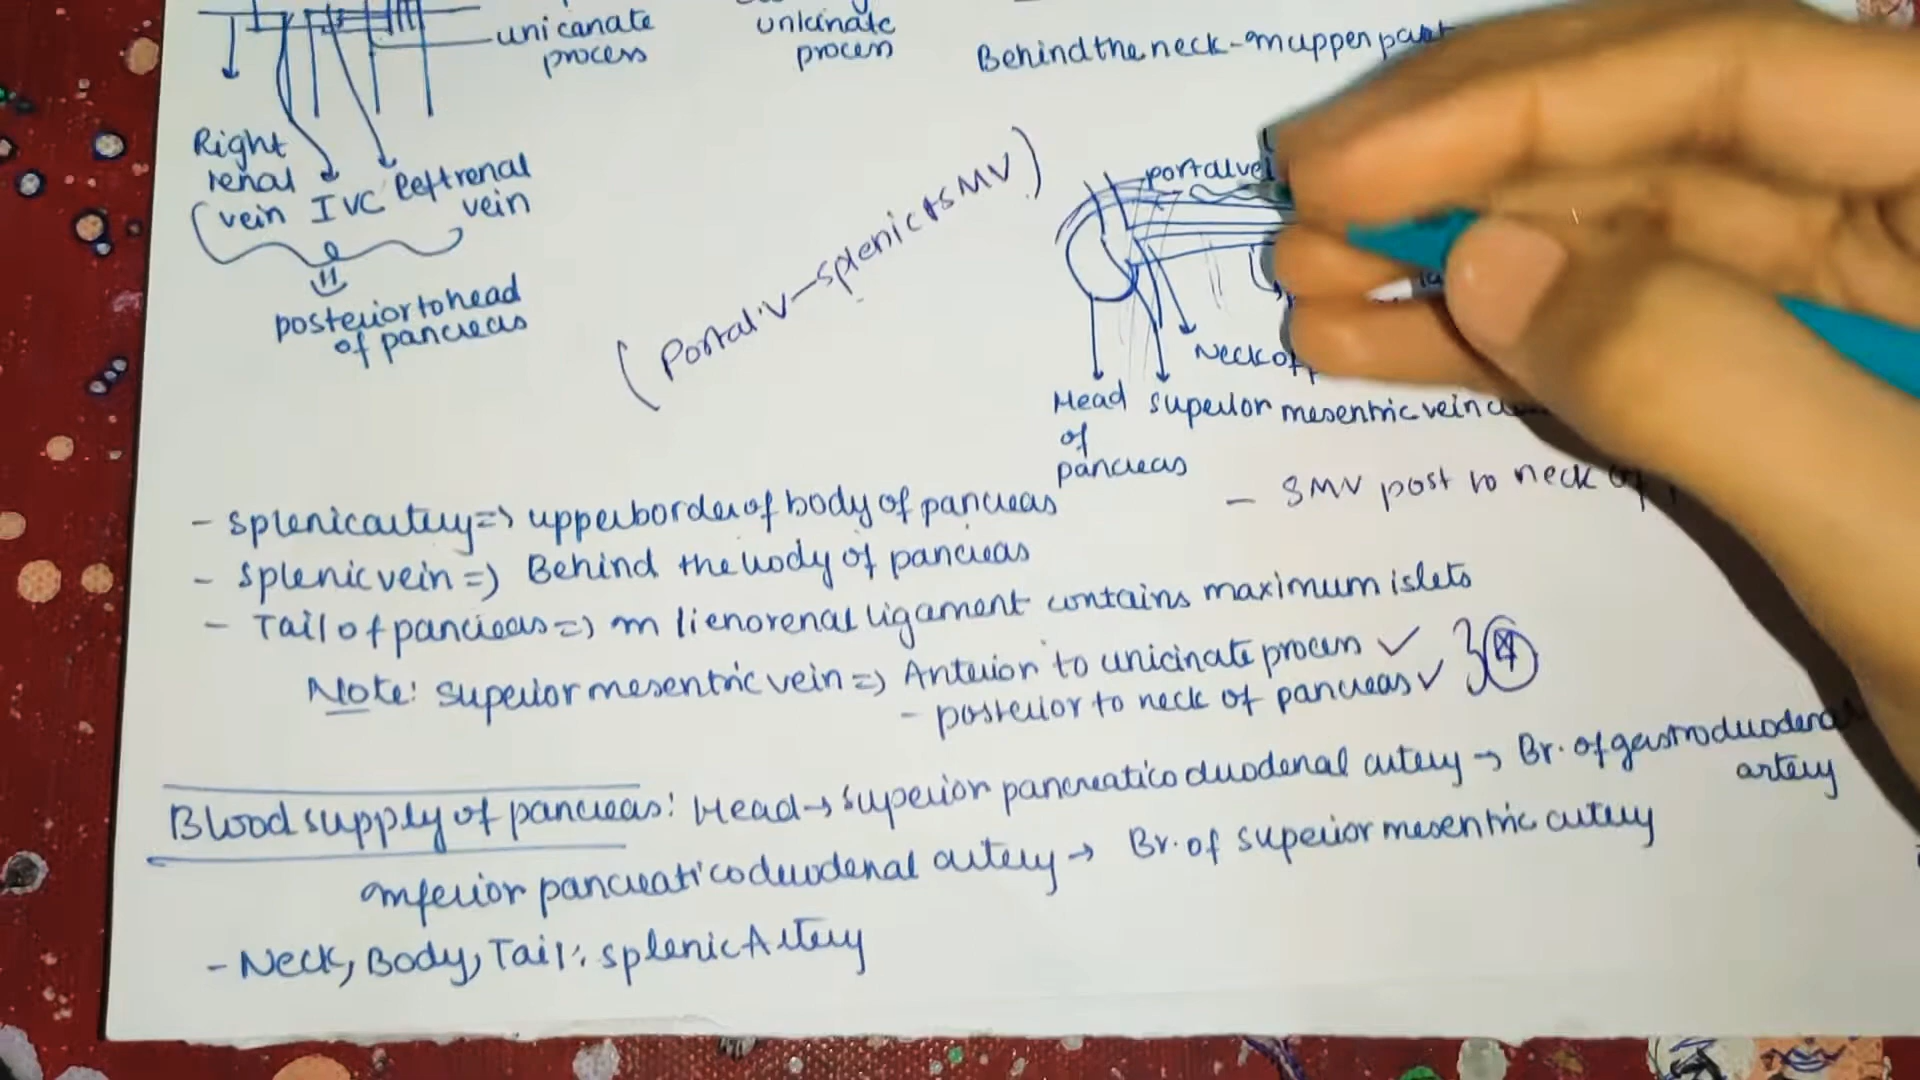 unicanate
process
unicinate
process
Behind the neck - in upper part
Right
renal
vein
IVC
left renal
vein
posterior to head
of pancreas
(Portal.V - splenic + SMV)
portal vei
Neck of
Head
of
pancreas
superior mesentric vein
- SMV post to neck of
- splenic artery => upper border of body of pancreas
- splenic vein => Behind the body of pancreas
- Tail of pancreas => in lienorenal ligament contains maximum islets
Note: superior mesentric vein => Anterior to unicinate process ✓
- posterior to neck of pancreas ✓
Blood supply of pancreas: Head → superior pancreatico duodenal artery → Br. of gastroduodenal
artery
inferior pancreaticoduodenal artery → Br. of superior mesentric artery
- Neck, Body, Tail: splenic Artery